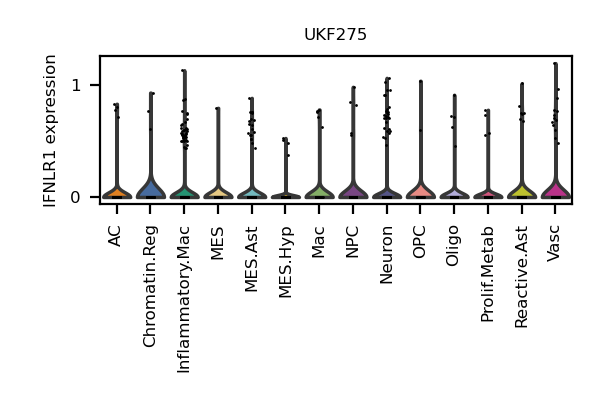 UKF275
IFNLR1 expression
1
0
AC
Chromatin.Reg
Inflammatory.Mac
MES
MES.Ast
MES.Hyp
Mac
NPC
Neuron
OPC
Oligo
Prolif.Metab
Reactive.Ast
Vasc